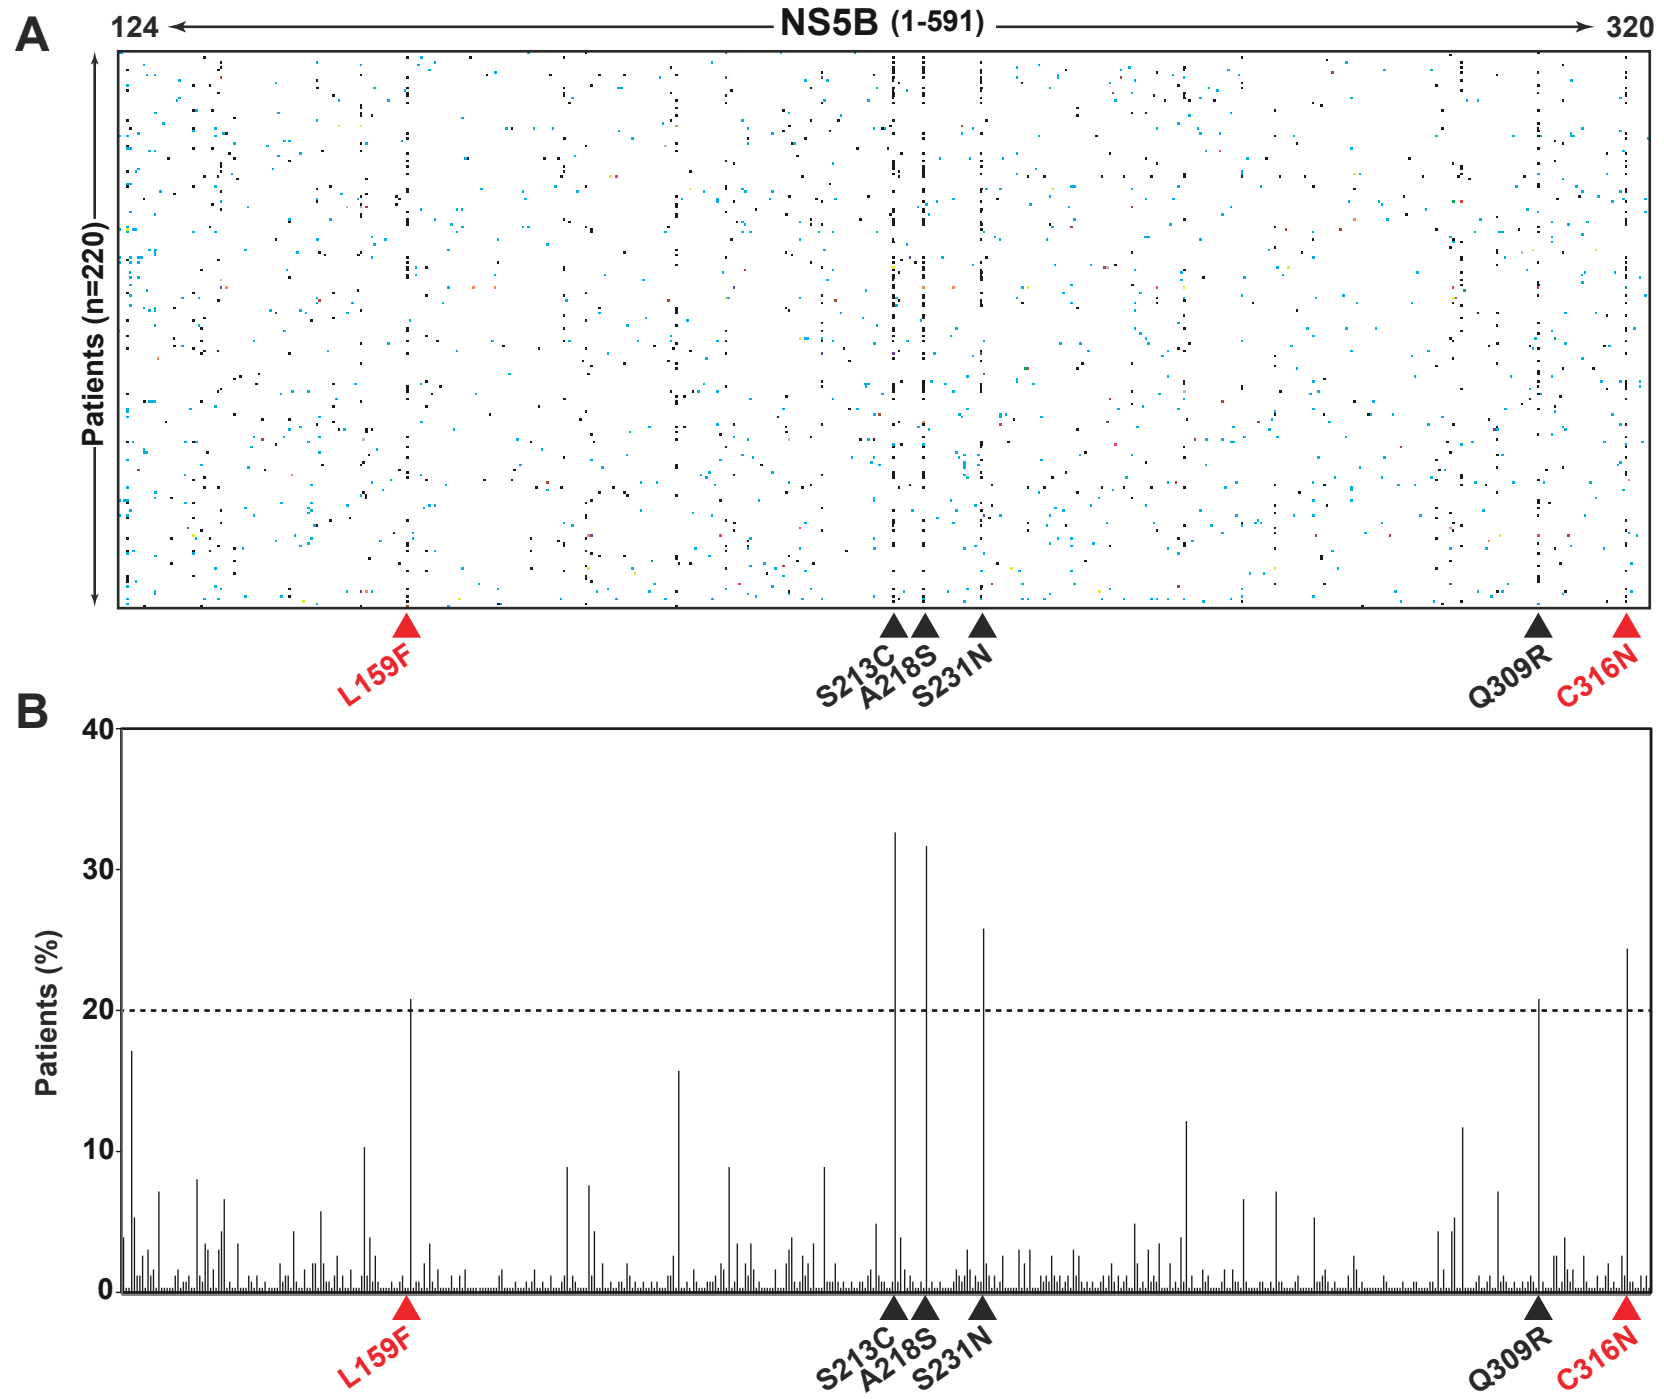 A
124 NS5B (1-591) 320
Patients (n=220)
L159F
S213C
A218S
S231N
Q309R
C316N
B
40
30
20
10
0
Patients (%)
L159F
S213C
A218S
S231N
Q309R
C316N